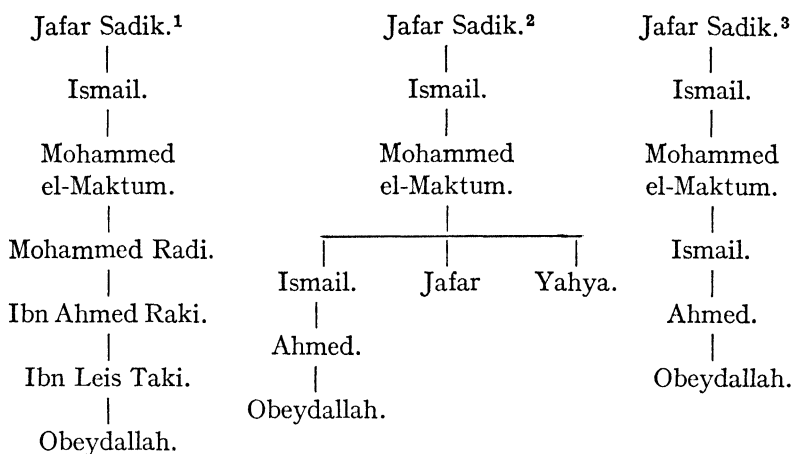 Jafar Sadik.¹
Ismail.
Mohammed
el-Maktum.
Mohammed Radi.
Ibn Ahmed Raki.
Ibn Leis Taki.
Obeydallah.
Jafar Sadik.²
Ismail.
Mohammed
el-Maktum.
Ismail. Jafar Yahya.
Ahmed.
Obeydallah.
Jafar Sadik.³
Ismail.
Mohammed
el-Maktum.
Ismail.
Ahmed.
Obeydallah.